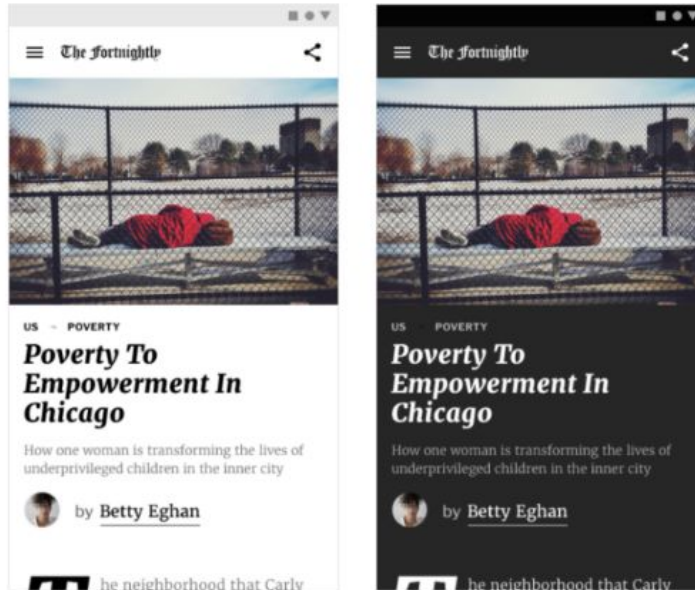 The Fortnightly
US ~ POVERTY
Poverty To
Empowerment In
Chicago
How one woman is transforming the lives of
underprivileged children in the inner city
by Betty Eghan
T
he neighborhood that Carly
The Fortnightly
US ~ POVERTY
Poverty To
Empowerment In
Chicago
How one woman is transforming the lives of
underprivileged children in the inner city
by Betty Eghan
T
he neighborhood that Carly